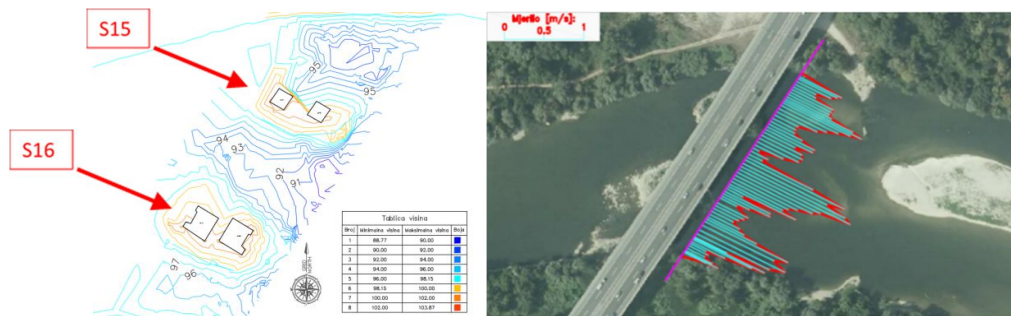 S15
S16
95
95
94
93
92
91
97
96
GRID
NORTH
Tablica visina
Broj Minimalna visina Maksimalna visina Boja
1 88.77 90.00
2 90.00 92.00
3 92.00 94.00
4 94.00 96.00
5 96.00 98.15
6 98.15 100.00
7 100.00 102.00
8 102.00 103.87
Mjerilo [m/s]:
0 0.5 1